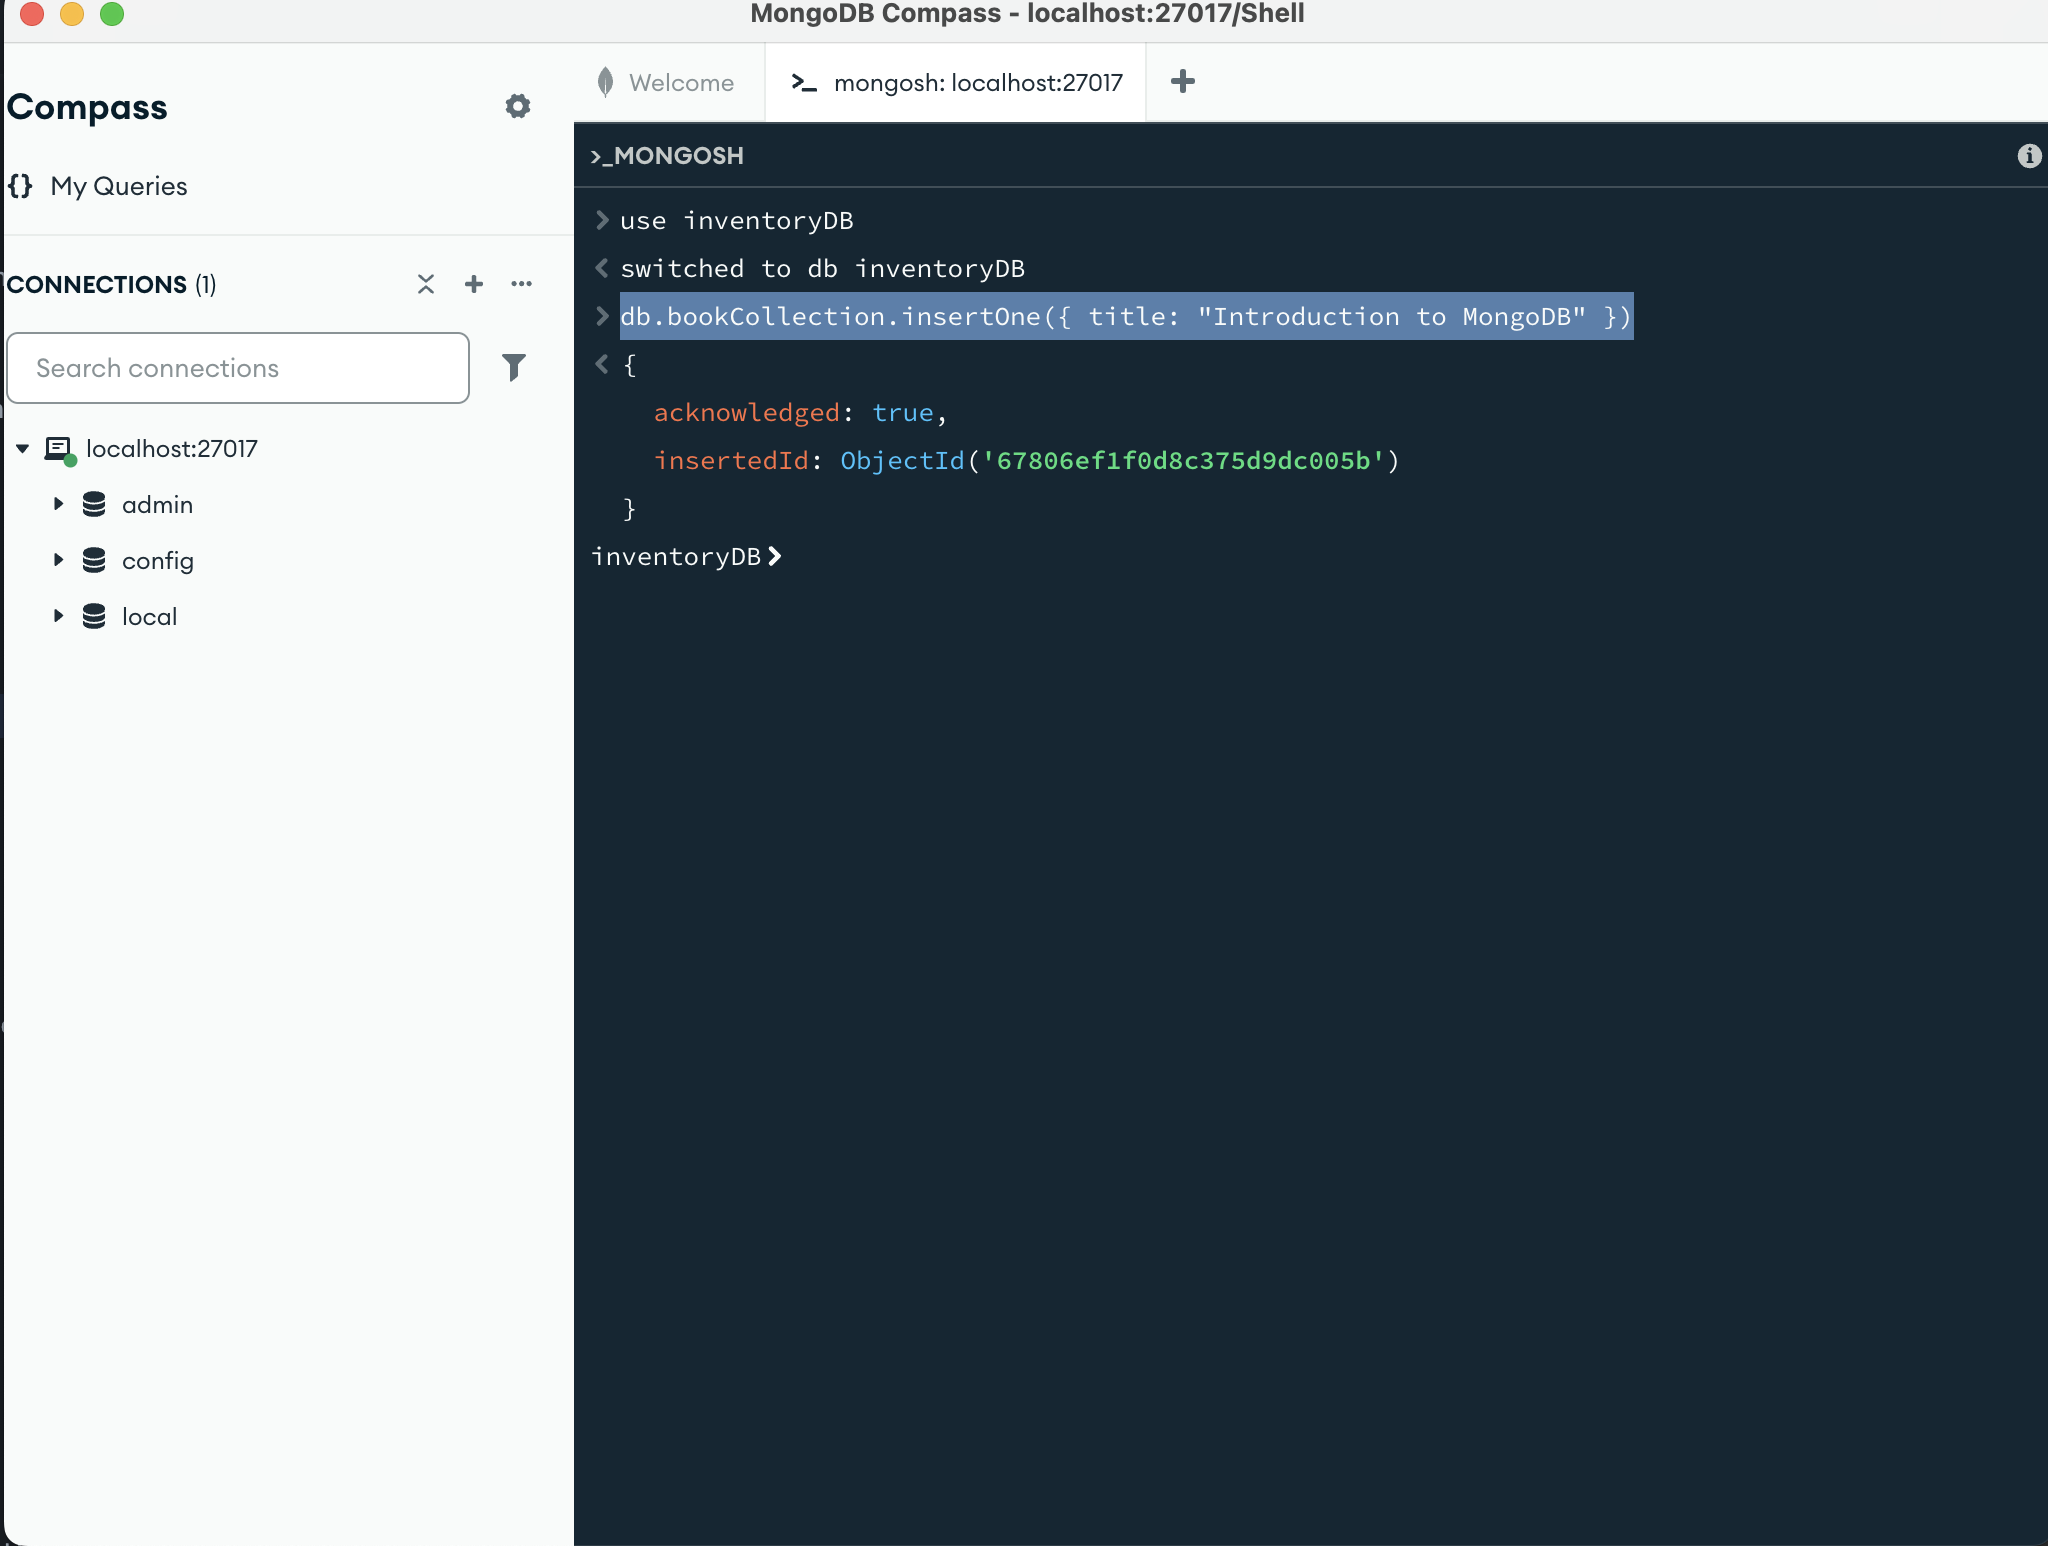 MongoDB Compass - localhost:27017/Shell
Compass
My Queries
CONNECTIONS (1)
Search connections
localhost:27017
admin
config
local
Welcome
mongosh: localhost:27017
>_MONGOSH
use inventoryDB
switched to db inventoryDB
db.bookCollection.insertOne({ title: "Introduction to MongoDB" })
{
acknowledged: true,
insertedId: ObjectId('67806ef1f0d8c375d9dc005b')
}
inventoryDB>